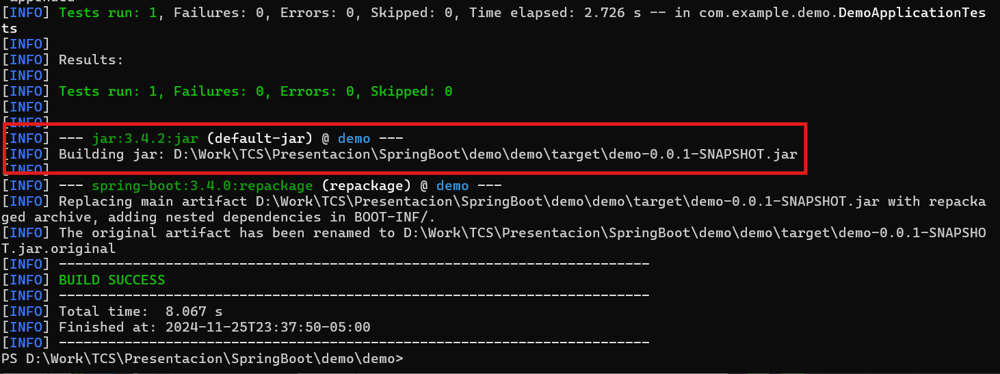 appended
[INFO] Tests run: 1, Failures: 0, Errors: 0, Skipped: 0, Time elapsed: 2.726 s -- in com.example.demo.DemoApplicationTes
ts
[INFO]
[INFO] Results:
[INFO]
[INFO] Tests run: 1, Failures: 0, Errors: 0, Skipped: 0
[INFO]
[INFO]
[INFO] --- jar:3.4.2:jar (default-jar) @ demo ---
[INFO] Building jar: D:\Work\TCS\Presentacion\SpringBoot\demo\demo\target\demo-0.0.1-SNAPSHOT.jar
[INFO]
[INFO] --- spring-boot:3.4.0:repackage (repackage) @ demo ---
[INFO] Replacing main artifact D:\Work\TCS\Presentacion\SpringBoot\demo\demo\target\demo-0.0.1-SNAPSHOT.jar with repacka
ged archive, adding nested dependencies in BOOT-INF/.
[INFO] The original artifact has been renamed to D:\Work\TCS\Presentacion\SpringBoot\demo\demo\target\demo-0.0.1-SNAPSHO
T.jar.original
[INFO] ------------------------------------------------------------------------
[INFO] BUILD SUCCESS
[INFO] ------------------------------------------------------------------------
[INFO] Total time:  8.067 s
[INFO] Finished at: 2024-11-25T23:37:50-05:00
[INFO] ------------------------------------------------------------------------
PS D:\Work\TCS\Presentacion\SpringBoot\demo\demo>